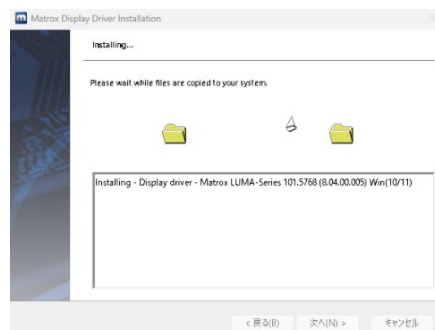 Matrox Display Driver Installation
Installing...
Please wait while files are copied to your system.
Installing - Display driver - Matrox LUMA-Series 101.5768 (8.04.00.005) Win(10/11)
< 戻る(B) 次へ(N) > キャンセル